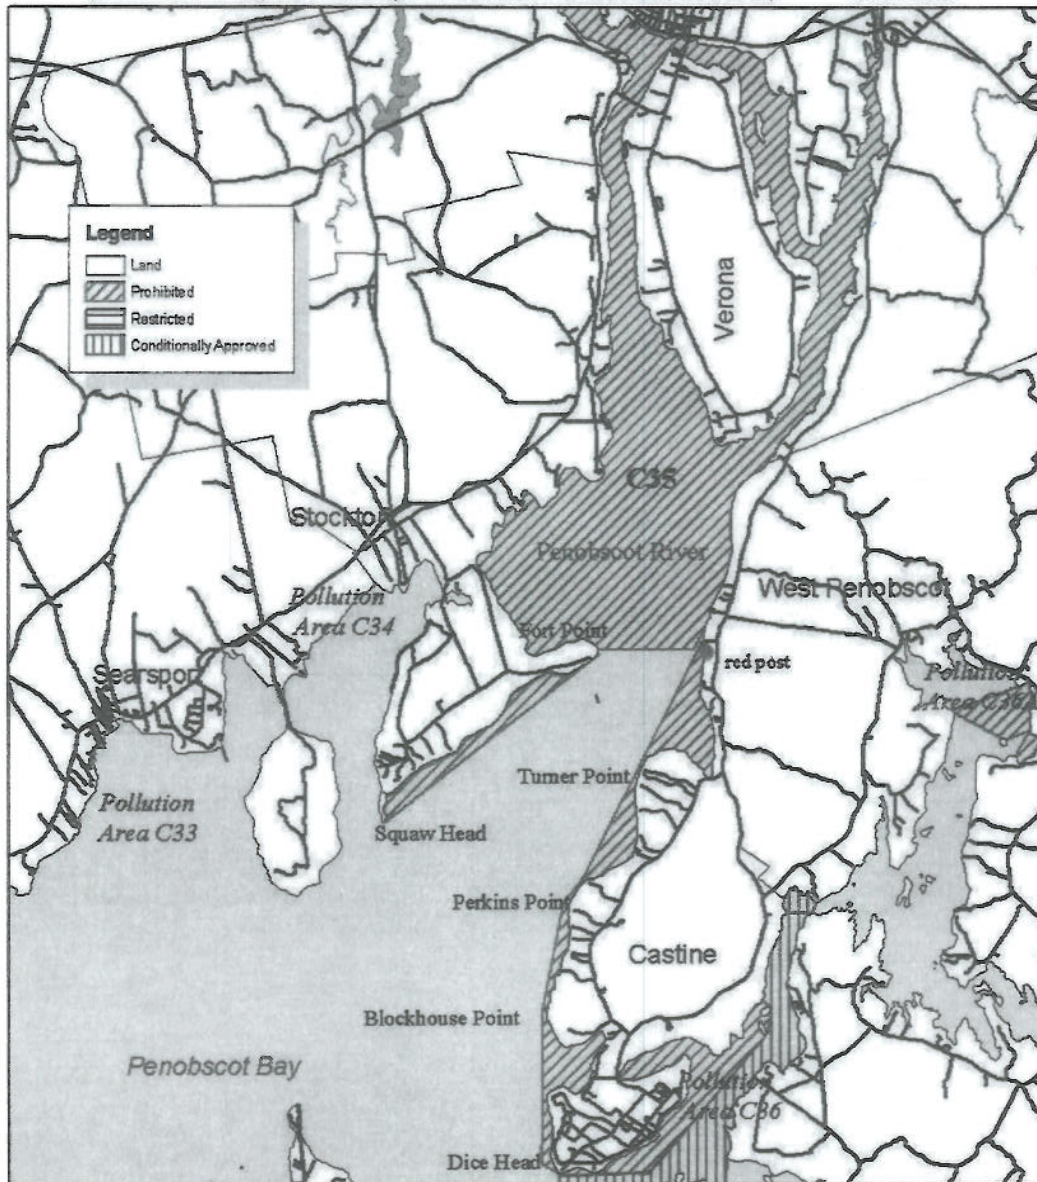 Legend
Land
Prohibited
Restricted
Conditionally Approved
Verona
C35
Stockton
Penobscot River
West Penobscot
Pollution
Area C34
Fort Point
red post
Searsport
Pollution
Turner Point
Pollution
Area C33
Squaw Head
Perkins Point
Castine
Blockhouse Point
Penobscot Bay
Pollution
Area C36
Dice Head